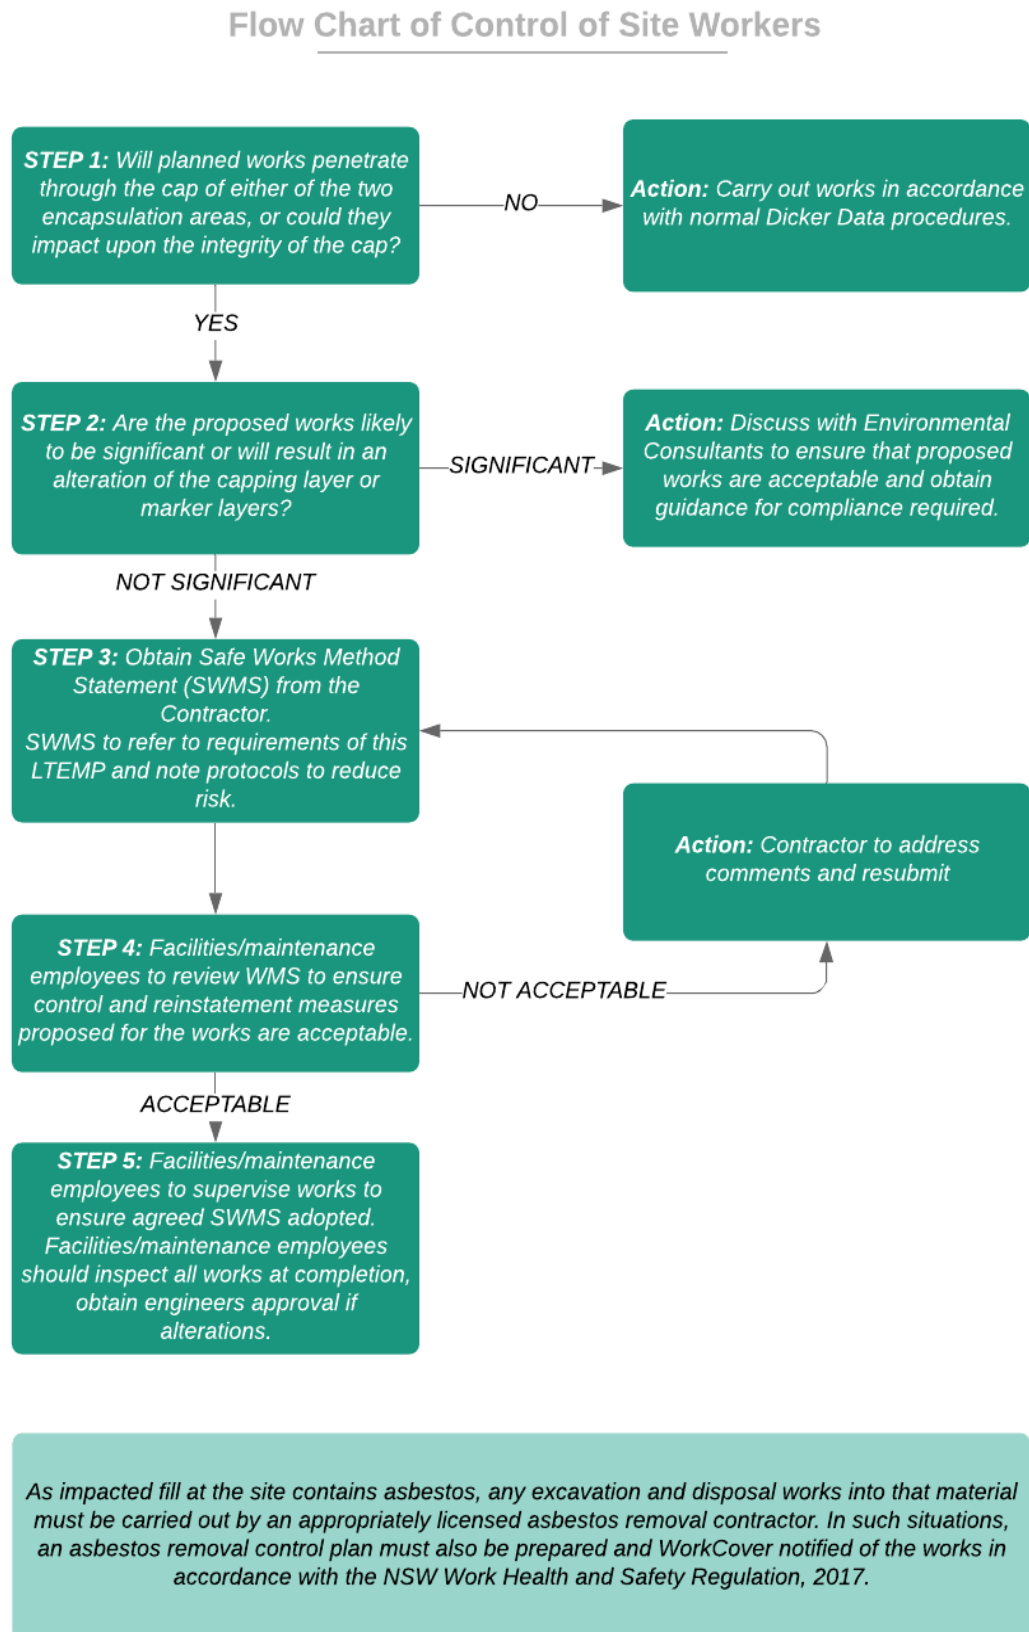 Flow Chart of Control of Site Workers
STEP 1: Will planned works penetrate
through the cap of either of the two
encapsulation areas, or could they
impact upon the integrity of the cap?
NO
Action: Carry out works in accordance
with normal Dicker Data procedures.
YES
STEP 2: Are the proposed works likely
to be significant or will result in an
alteration of the capping layer or
marker layers?
SIGNIFICANT
Action: Discuss with Environmental
Consultants to ensure that proposed
works are acceptable and obtain
guidance for compliance required.
NOT SIGNIFICANT
STEP 3: Obtain Safe Works Method
Statement (SWMS) from the
Contractor.
SWMS to refer to requirements of this
LTEMP and note protocols to reduce
risk.
Action: Contractor to address
comments and resubmit
STEP 4: Facilities/maintenance
employees to review WMS to ensure
control and reinstatement measures
proposed for the works are acceptable.
NOT ACCEPTABLE
ACCEPTABLE
STEP 5: Facilities/maintenance
employees to supervise works to
ensure agreed SWMS adopted.
Facilities/maintenance employees
should inspect all works at completion,
obtain engineers approval if
alterations.
As impacted fill at the site contains asbestos, any excavation and disposal works into that material
must be carried out by an appropriately licensed asbestos removal contractor. In such situations,
an asbestos removal control plan must also be prepared and WorkCover notified of the works in
accordance with the NSW Work Health and Safety Regulation, 2017.